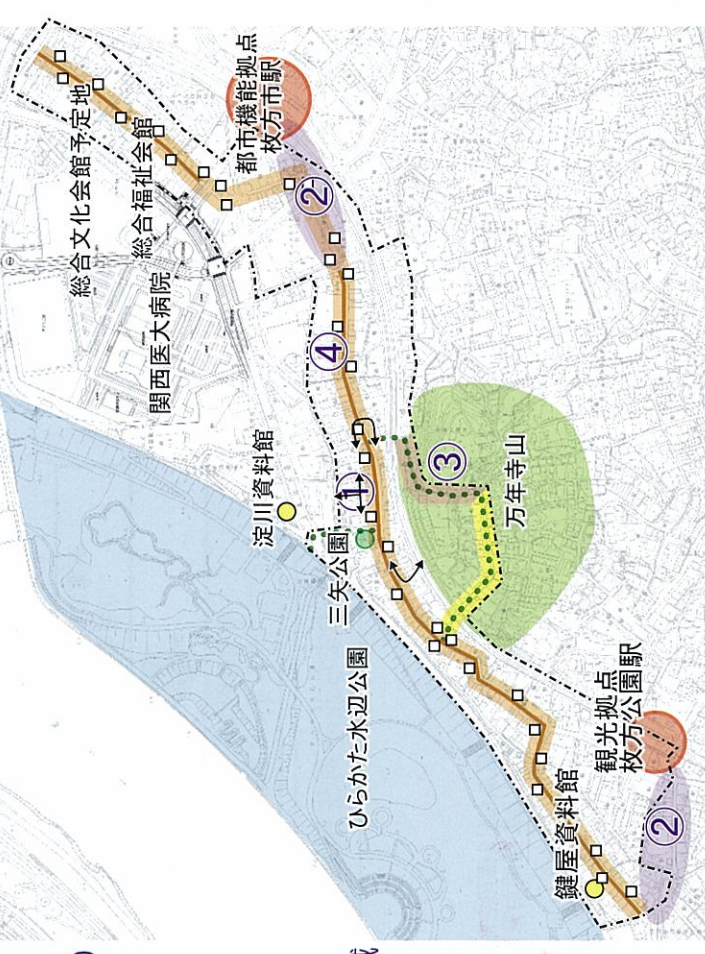 総合文化会館予定地
総合福祉会館
都市機能拠点
枚方市駅
②
関西医大病院
④
淀川資料館
①
③
三矢公園
万年寺山
ひらかた水辺公園
観光拠点
枚方公園駅
鍵屋資料館
②